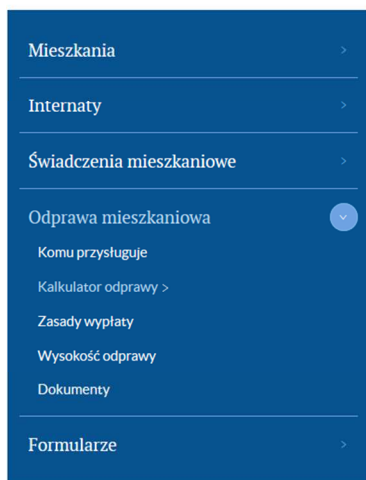 Mieszkania >
Internaty >
Świadczenia mieszkaniowe >
Odprawa mieszkaniowa
Komu przysługuje
Kalkulator odprawy >
Zasady wypłaty
Wysokość odprawy
Dokumenty
Formularze >